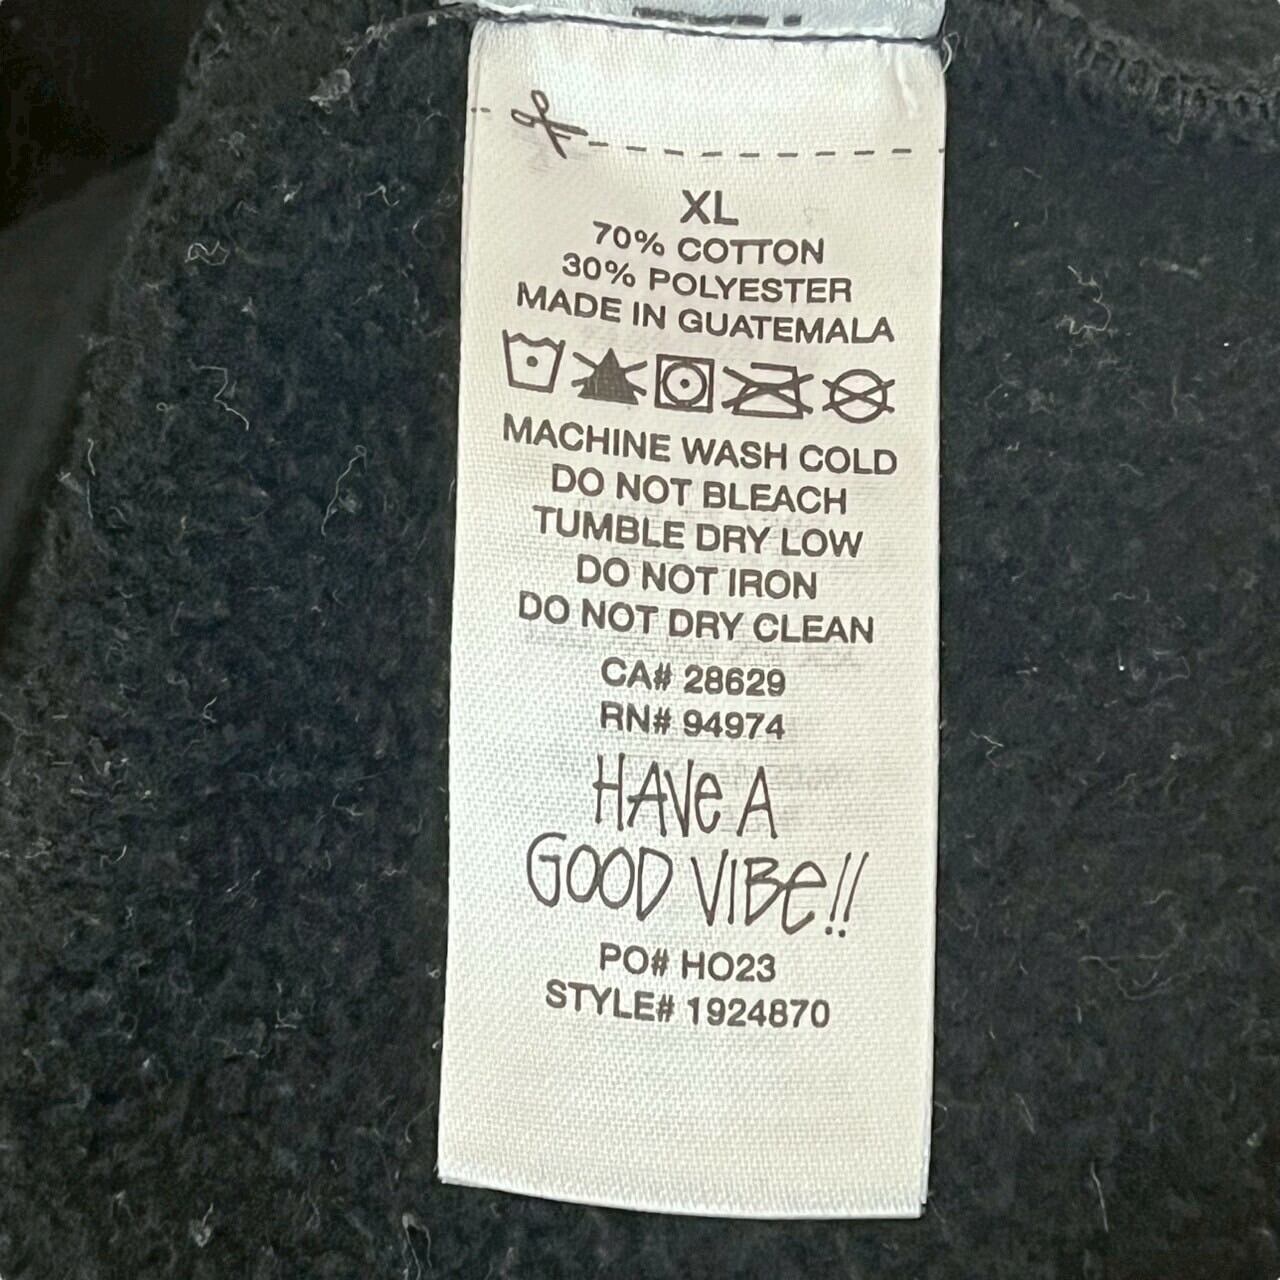 XL
70% COTTON
30% POLYESTER
MADE IN GUATEMALA
MACHINE WASH COLD
DO NOT BLEACH
TUMBLE DRY LOW
DO NOT IRON
DO NOT DRY CLEAN
CA# 28629
RN# 94974
HAVe A
GOOD VIBe!!
PO# HO23
STYLE# 1924870